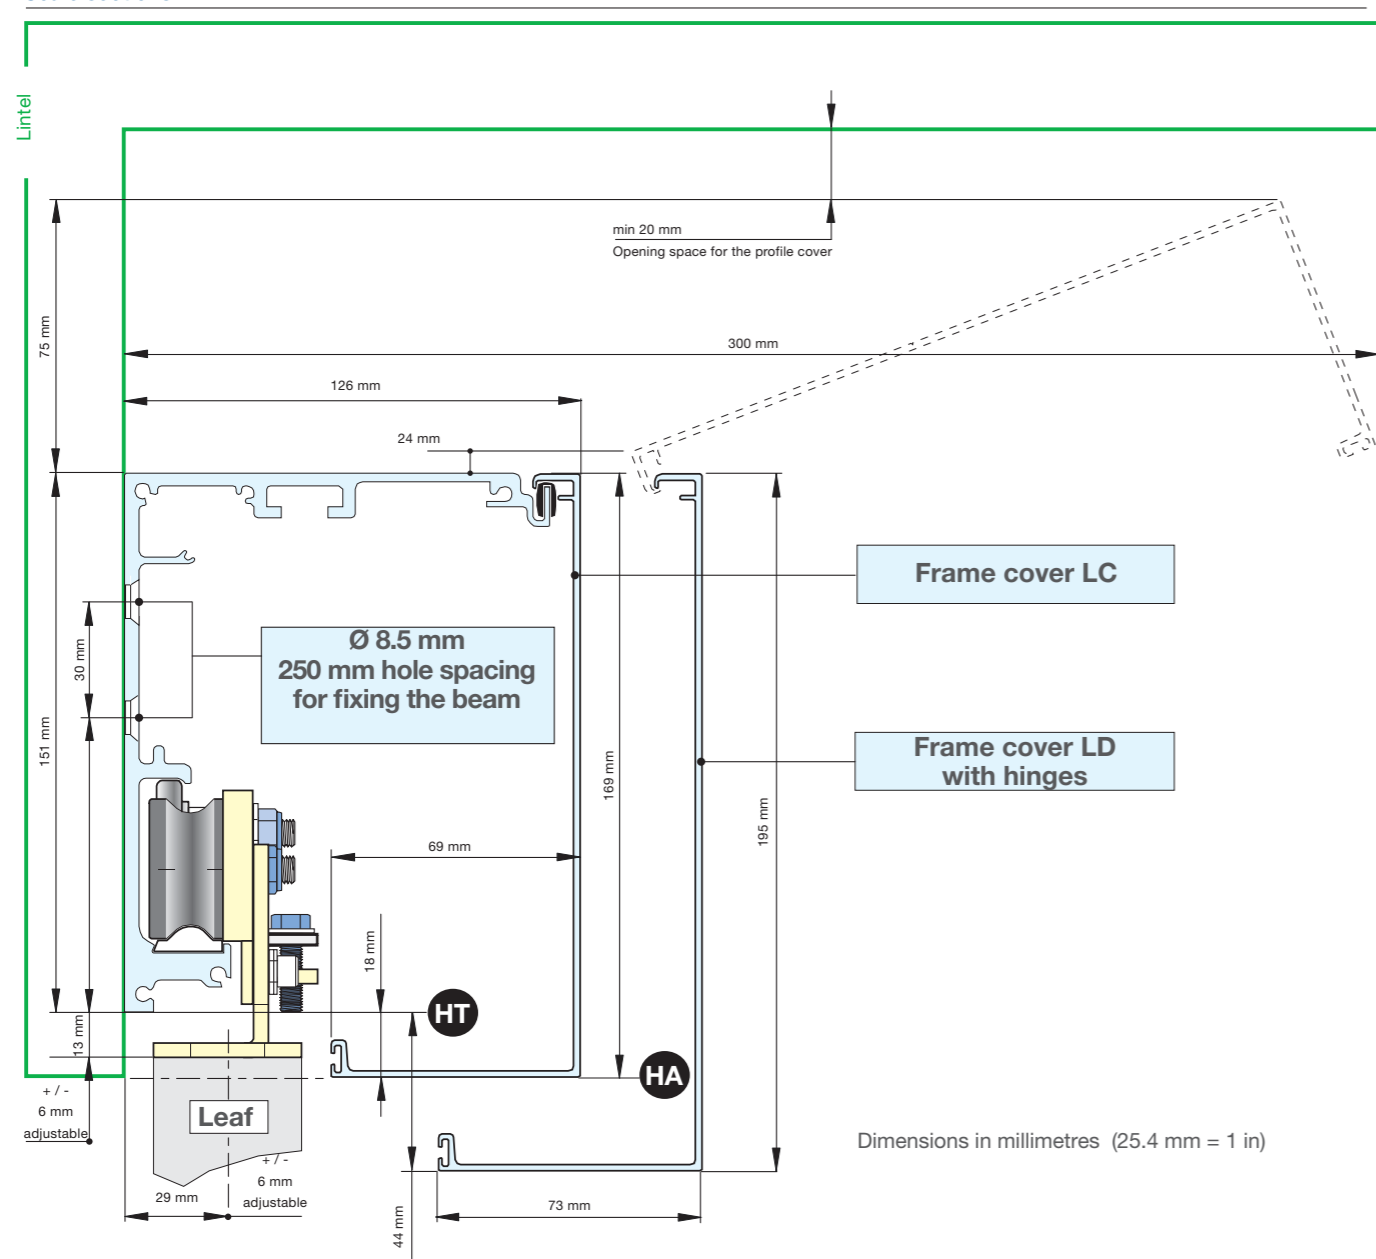 Lintel
min 20 mm
Opening space for the profile cover
75 mm
300 mm
126 mm
24 mm
Frame cover LC
Ø 8.5 mm
250 mm hole spacing
for fixing the beam
30 mm
151 mm
Frame cover LD
with hinges
169 mm
195 mm
69 mm
18 mm
HT
13 mm
HA
+ / -
6 mm
adjustable
Leaf
Dimensions in millimetres (25.4 mm = 1 in)
+ / -
6 mm
adjustable
29 mm
73 mm
44 mm